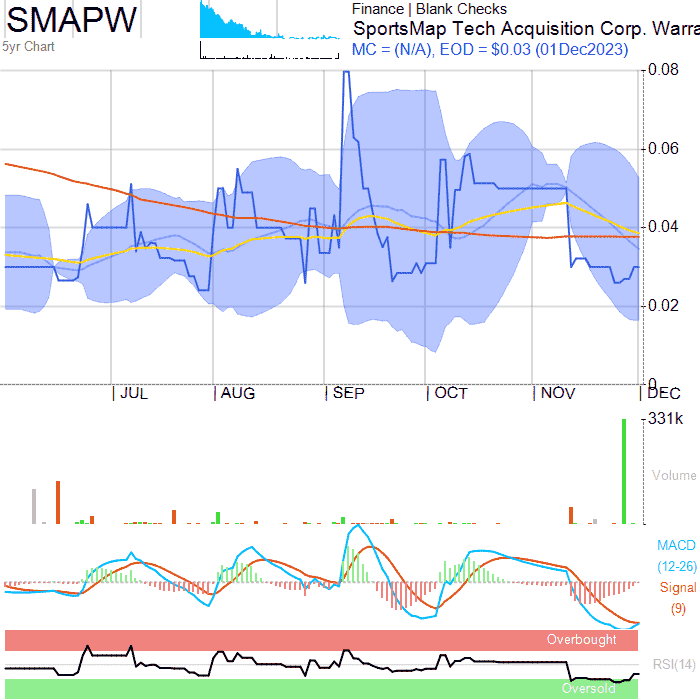 SMAPW
5yr Chart
Finance | Blank Checks
SportsMap Tech Acquisition Corp. Warra
MC = (N/A), EOD = $0.03 (01Dec2023)
0.08
0.06
0.04
0.02
0
JUL AUG SEP OCT NOV DEC
331k
Volume
MACD
(12-26)
Signal
(9)
Overbought
RSI(14)
Oversold